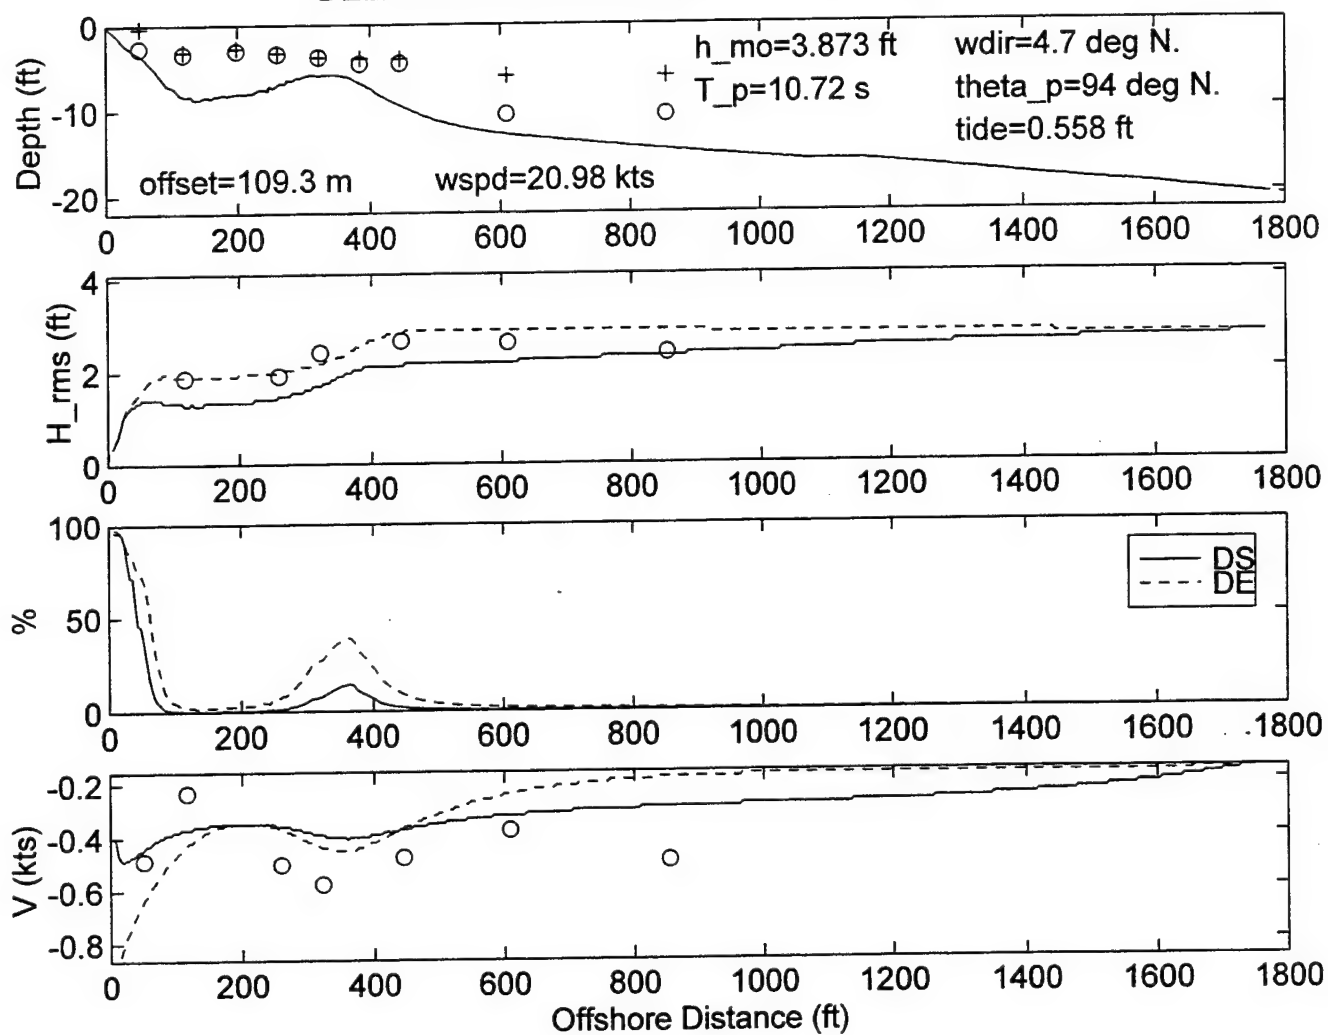 h_mo=3.873 ft
wdir=4.7 deg N.
T_p=10.72 s
theta_p=94 deg N.
tide=0.558 ft
offset=109.3 m
wspd=20.98 kts
Depth (ft)
0
-10
-20
0 200 400 600 800 1000 1200 1400 1600 1800
H_rms (ft)
4
2
0
0 200 400 600 800 1000 1200 1400 1600 1800
%
100
50
0
DS
DE
0 200 400 600 800 1000 1200 1400 1600 1800
V (kts)
-0.2
-0.4
-0.6
-0.8
0 200 400 600 800 1000 1200 1400 1600 1800
Offshore Distance (ft)